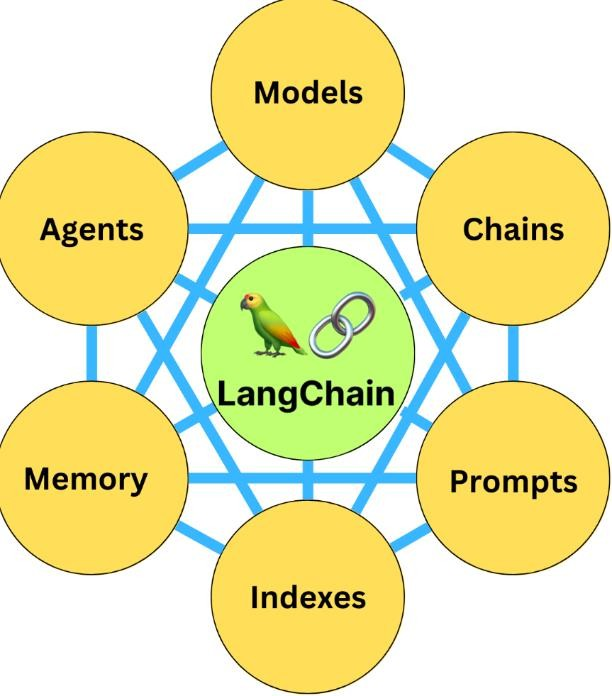 Models
Agents
Chains
LangChain
Memory
Prompts
Indexes